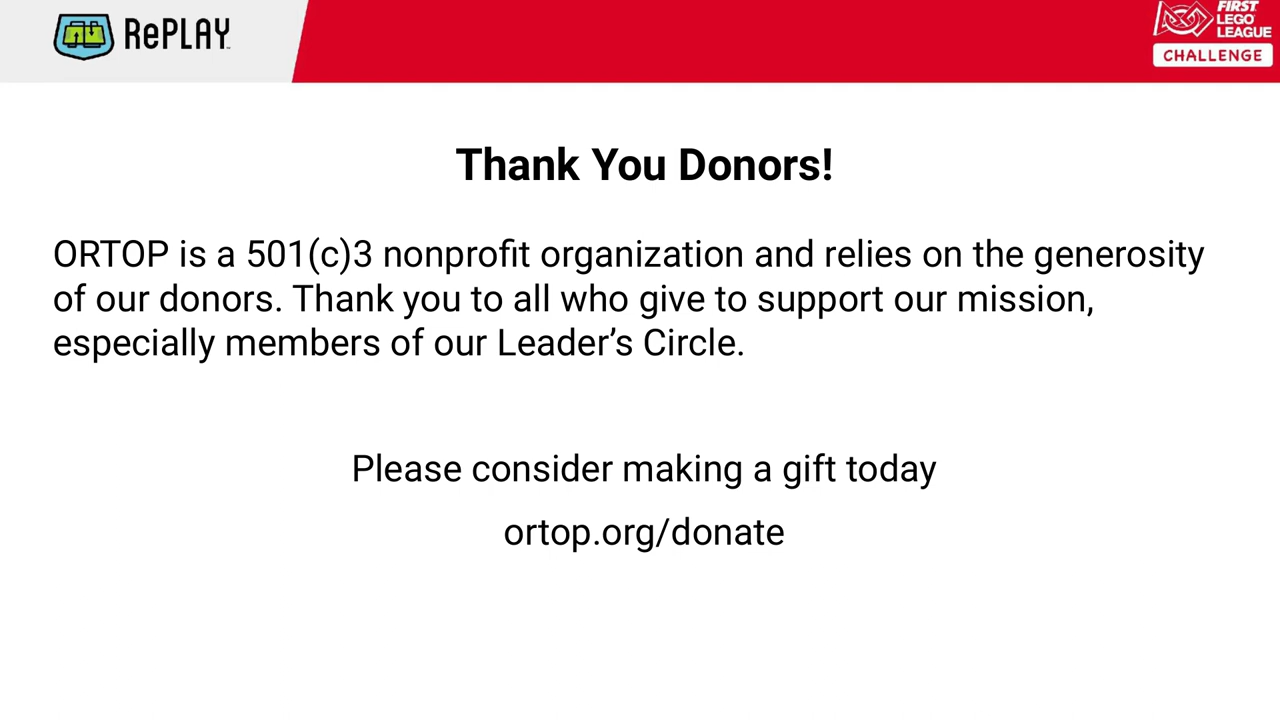 RePLAY
FIRST
LEGO
LEAGUE
CHALLENGE
Thank You Donors!
ORTOP is a 501(c)3 nonprofit organization and relies on the generosity
of our donors. Thank you to all who give to support our mission,
especially members of our Leader’s Circle.
Please consider making a gift today
ortop.org/donate